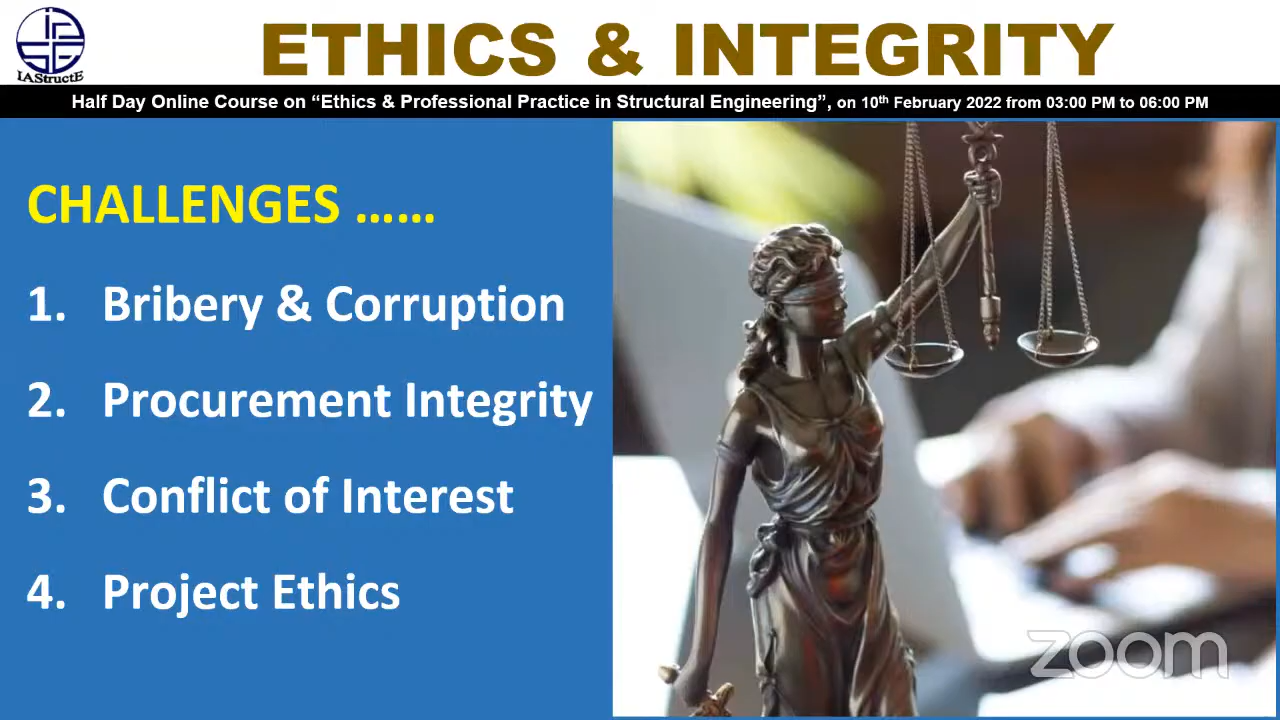 IAStructE
ETHICS & INTEGRITY
Half Day Online Course on “Ethics & Professional Practice in Structural Engineering”, on 10th February 2022 from 03:00 PM to 06:00 PM
CHALLENGES ......
1. Bribery & Corruption
2. Procurement Integrity
3. Conflict of Interest
4. Project Ethics
zoom